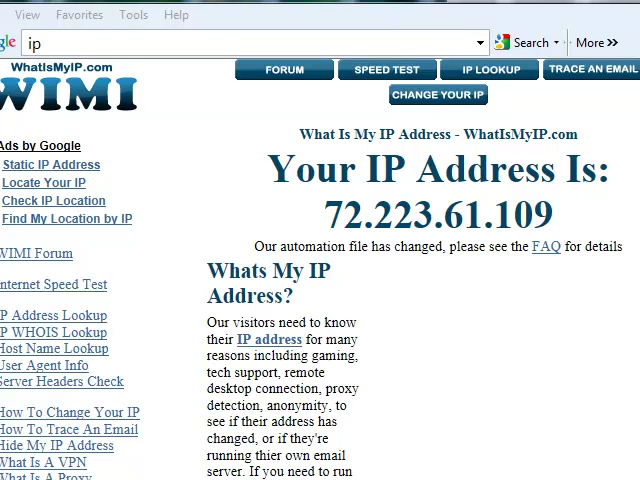 View Favorites Tools Help
gle ip Search More »
WhatIsMyIP.com
WIMI
FORUM SPEED TEST IP LOOKUP TRACE AN EMAIL
CHANGE YOUR IP
Ads by Google
Static IP Address
Locate Your IP
Check IP Location
Find My Location by IP
WIMI Forum
Internet Speed Test
IP Address Lookup
IP WHOIS Lookup
Host Name Lookup
User Agent Info
Server Headers Check
How To Change Your IP
How To Trace An Email
Hide My IP Address
What Is A VPN
What Is A Proxy
What Is My IP Address - WhatIsMyIP.com
Your IP Address Is:
72.223.61.109
Our automation file has changed, please see the FAQ for details
Whats My IP
Address?
Our visitors need to know
their IP address for many
reasons including gaming,
tech support, remote
desktop connection, proxy
detection, anonymity, to
see if their address has
changed, or if they're
running thier own email
server. If you need to run